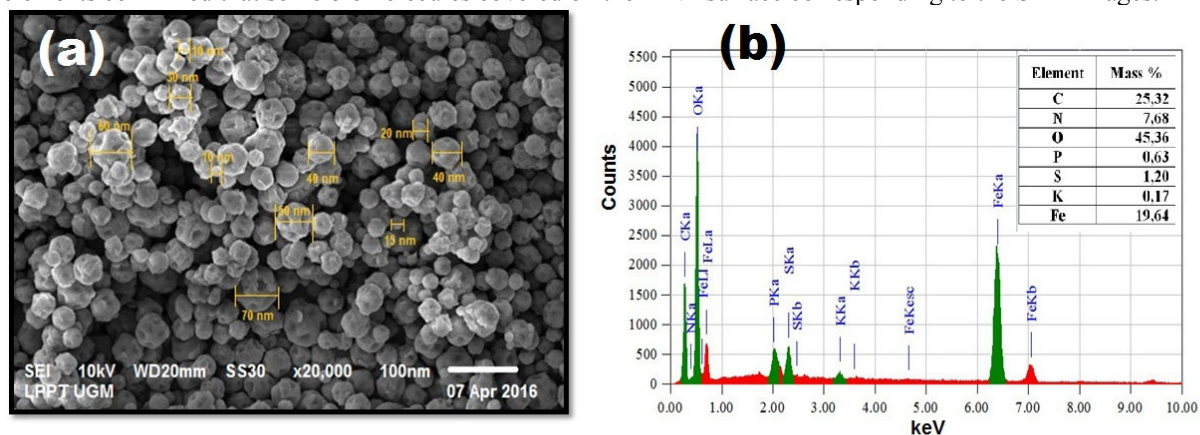 (a)
10 nm
30 nm
60 nm
20 nm
10 nm
40 nm
40 nm
50 nm
15 nm
70 nm
SEI 10kV WD20mm SS30 x20,000 100nm
LPPT UGM 07 Apr 2016
(b)
5500
5000
4500
4000
3500
3000
2500
2000
1500
1000
500
0
Counts
0.00 1.00 2.00 3.00 4.00 5.00 6.00 7.00 8.00 9.00 10.00
keV
CKa
NKa
OKa
FeLl
FeLa
PKa
SKa
SKb
KKa
KKb
FeKesc
FeKa
FeKb
Element Mass %
C 25,32
N 7,68
O 45,36
P 0,63
S 1,20
K 0,17
Fe 19,64